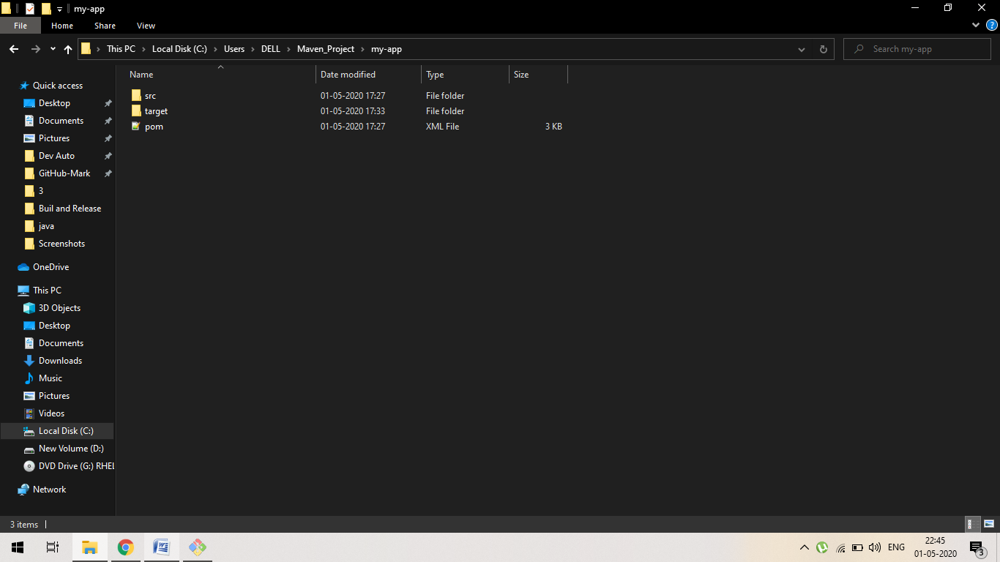 my-app
File Home Share View
This PC Local Disk (C:) Users DELL Maven_Project my-app Search my-app
Name Date modified Type Size
src 01-05-2020 17:27 File folder
target 01-05-2020 17:33 File folder
pom 01-05-2020 17:27 XML File 3 KB
Quick access
Desktop
Documents
Pictures
Dev Auto
GitHub-Mark
3
Buil and Release
java
Screenshots
OneDrive
This PC
3D Objects
Desktop
Documents
Downloads
Music
Pictures
Videos
Local Disk (C:)
New Volume (D:)
DVD Drive (G:) RHEL
Network
3 items
ENG
22:45
01-05-2020
3